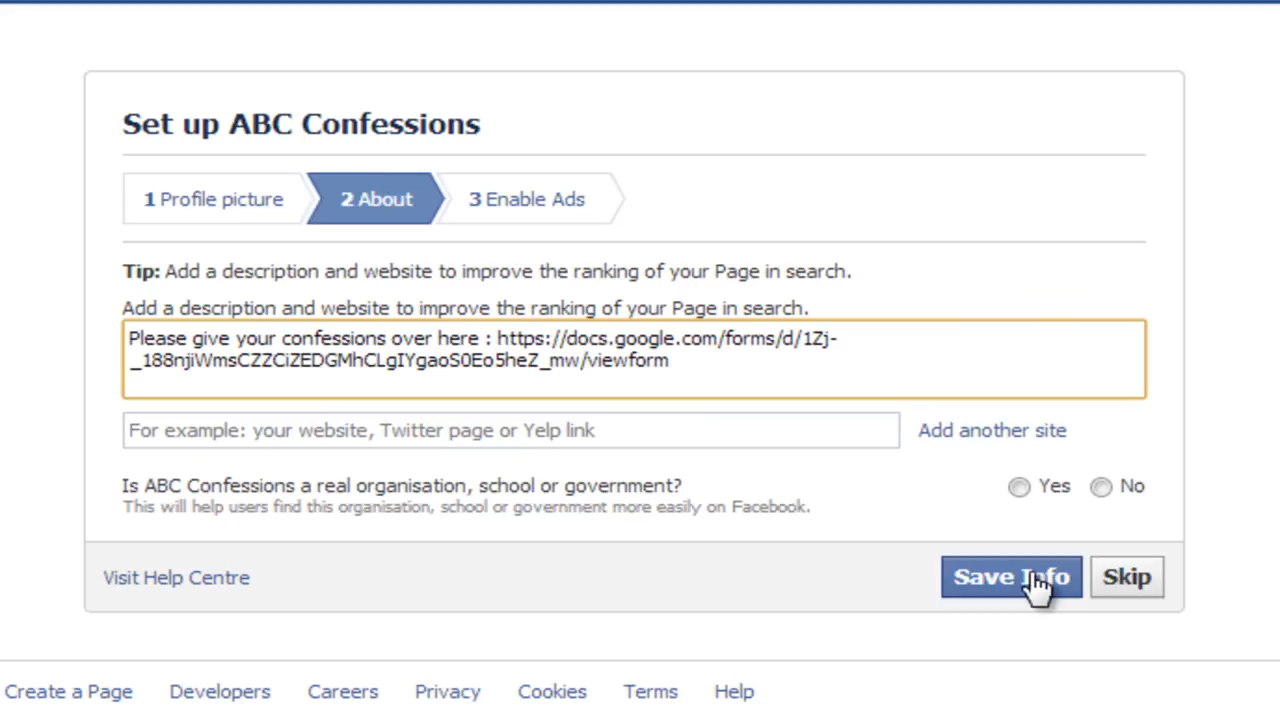 Set up ABC Confessions
1 Profile picture
2 About
3 Enable Ads
Tip: Add a description and website to improve the ranking of your Page in search.
Add a description and website to improve the ranking of your Page in search.
Please give your confessions over here : https://docs.google.com/forms/d/1Zj-
_188njiWmsCZZCiZEDGMhCLgIYgaoS0Eo5heZ_mw/viewform
For example: your website, Twitter page or Yelp link
Add another site
Is ABC Confessions a real organisation, school or government?
Yes No
This will help users find this organisation, school or government more easily on Facebook.
Visit Help Centre
Save Info
Skip
Create a Page Developers Careers Privacy Cookies Terms Help